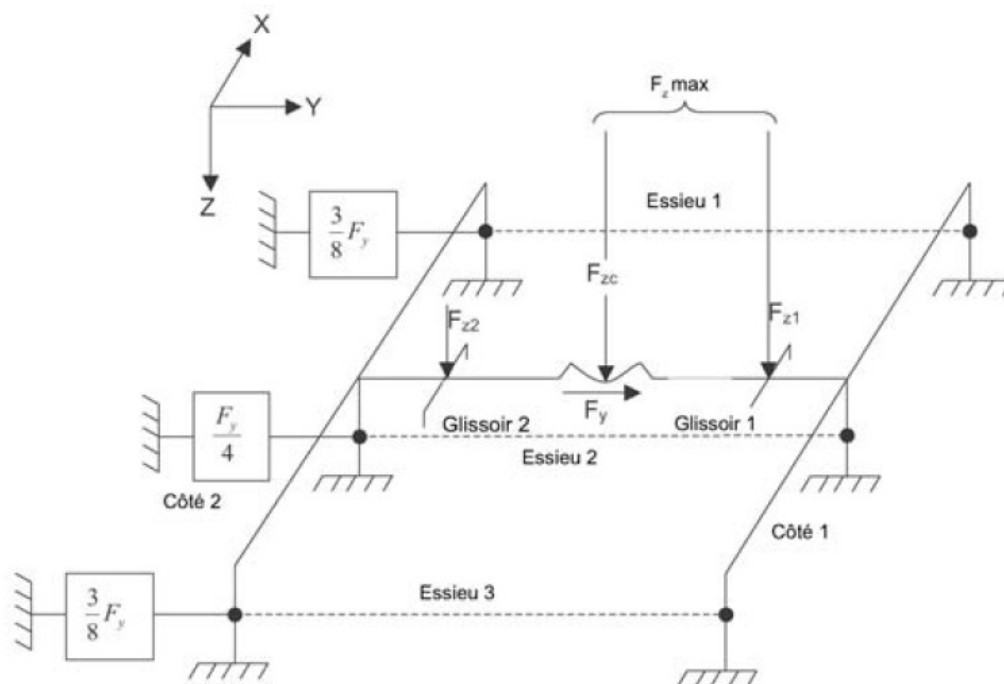 X
F_z max
Y
Z
Essieu 1
3/8 F_y
F_zc
F_z2
F_z1
F_y
Glissoir 2
Glissoir 1
F_y/4
Essieu 2
Côté 2
Côté 1
Essieu 3
3/8 F_y